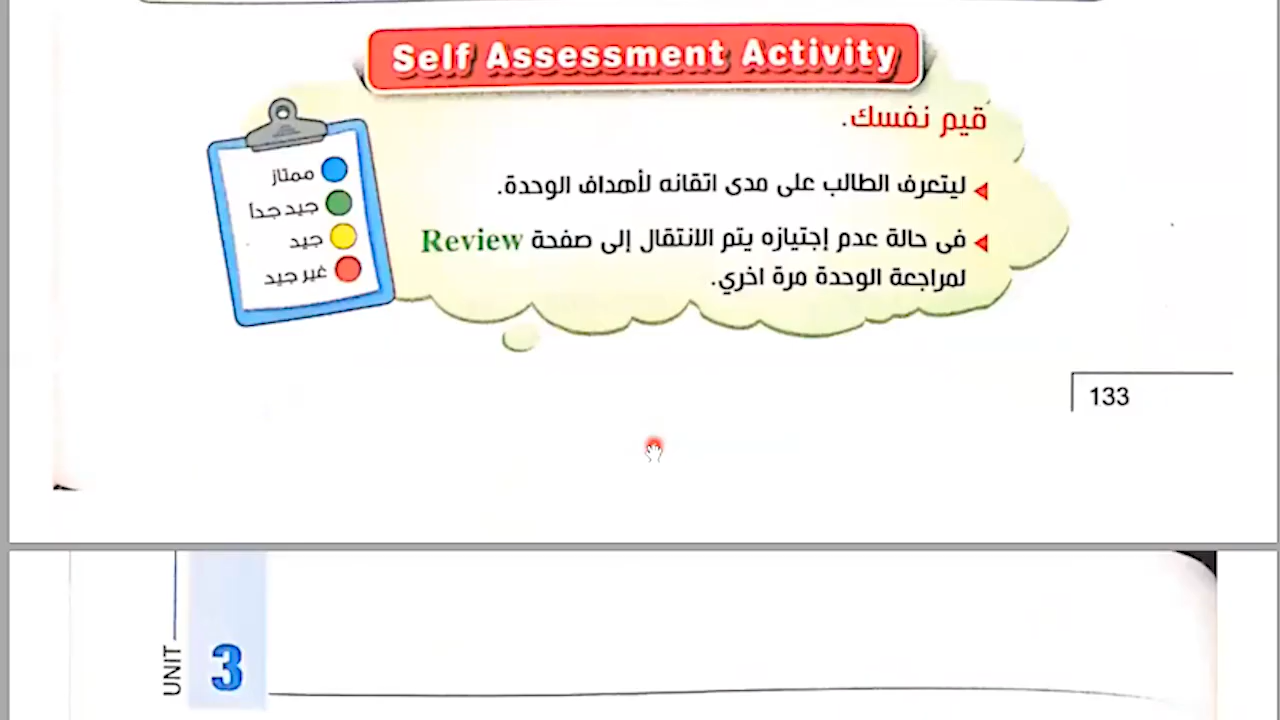 Self Assessment Activity
قيم نفسك.
ليتعرف الطالب على مدى اتقانه لأهداف الوحدة.
فى حالة عدم إجتيازه يتم الانتقال إلى صفحة Review
لمراجعة الوحدة مرة اخري.
ممتاز
جيد جداً
جيد
غير جيد
133
UNIT 3